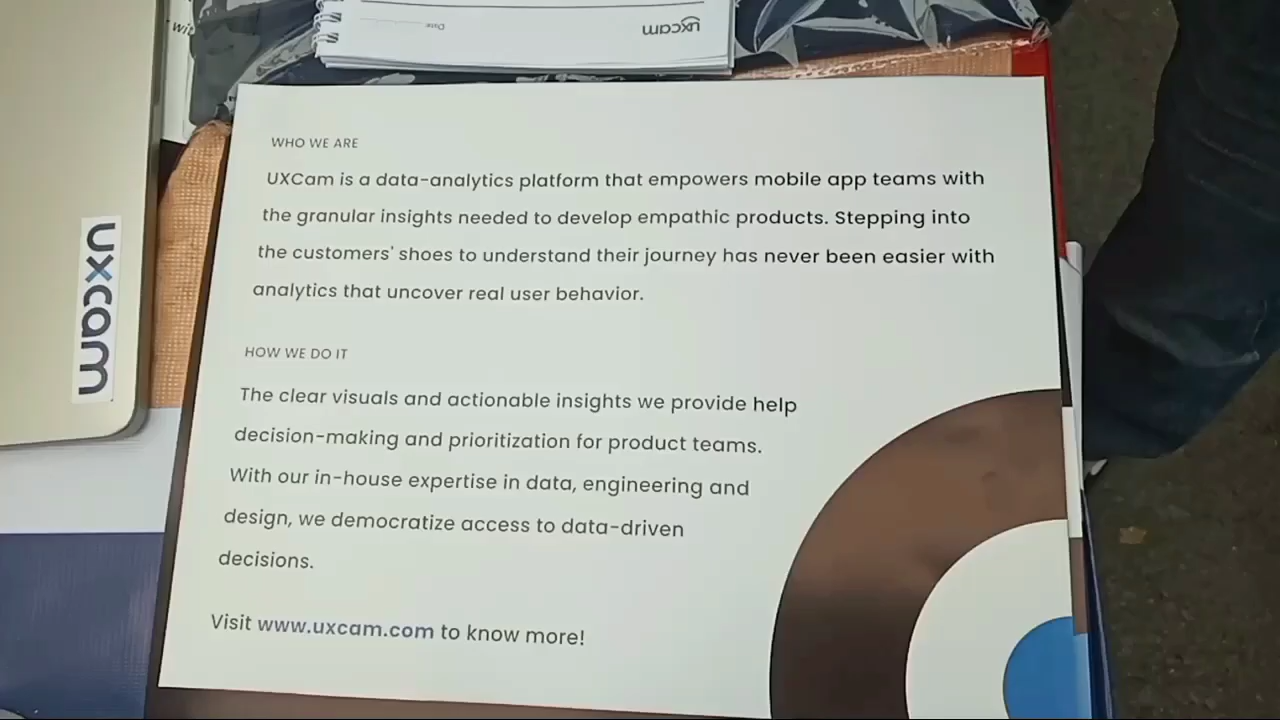 wit
Date
uxcam
uxcam
WHO WE ARE
UXCam is a data-analytics platform that empowers mobile app teams with
the granular insights needed to develop empathic products. Stepping into
the customers' shoes to understand their journey has never been easier with
analytics that uncover real user behavior.
HOW WE DO IT
The clear visuals and actionable insights we provide help
decision-making and prioritization for product teams.
With our in-house expertise in data, engineering and
design, we democratize access to data-driven
decisions.
Visit www.uxcam.com to know more!